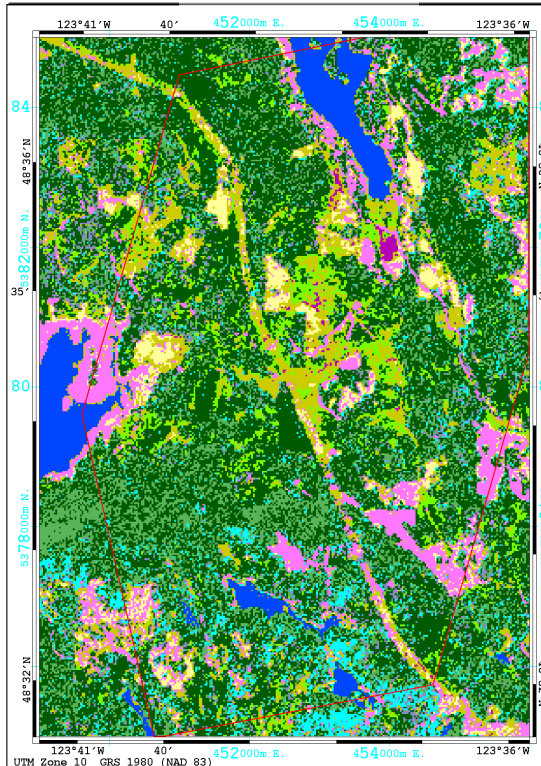 123°41'W 40' 452000m E. 454000m E. 123°36'W
84
48°36'N
5382000m N.
35'
80
5378000m N.
48°32'N
123°41'W 40' 452000m E. 454000m E. 123°36'W
UTM Zone 10 GRS 1980 (NAD 83)